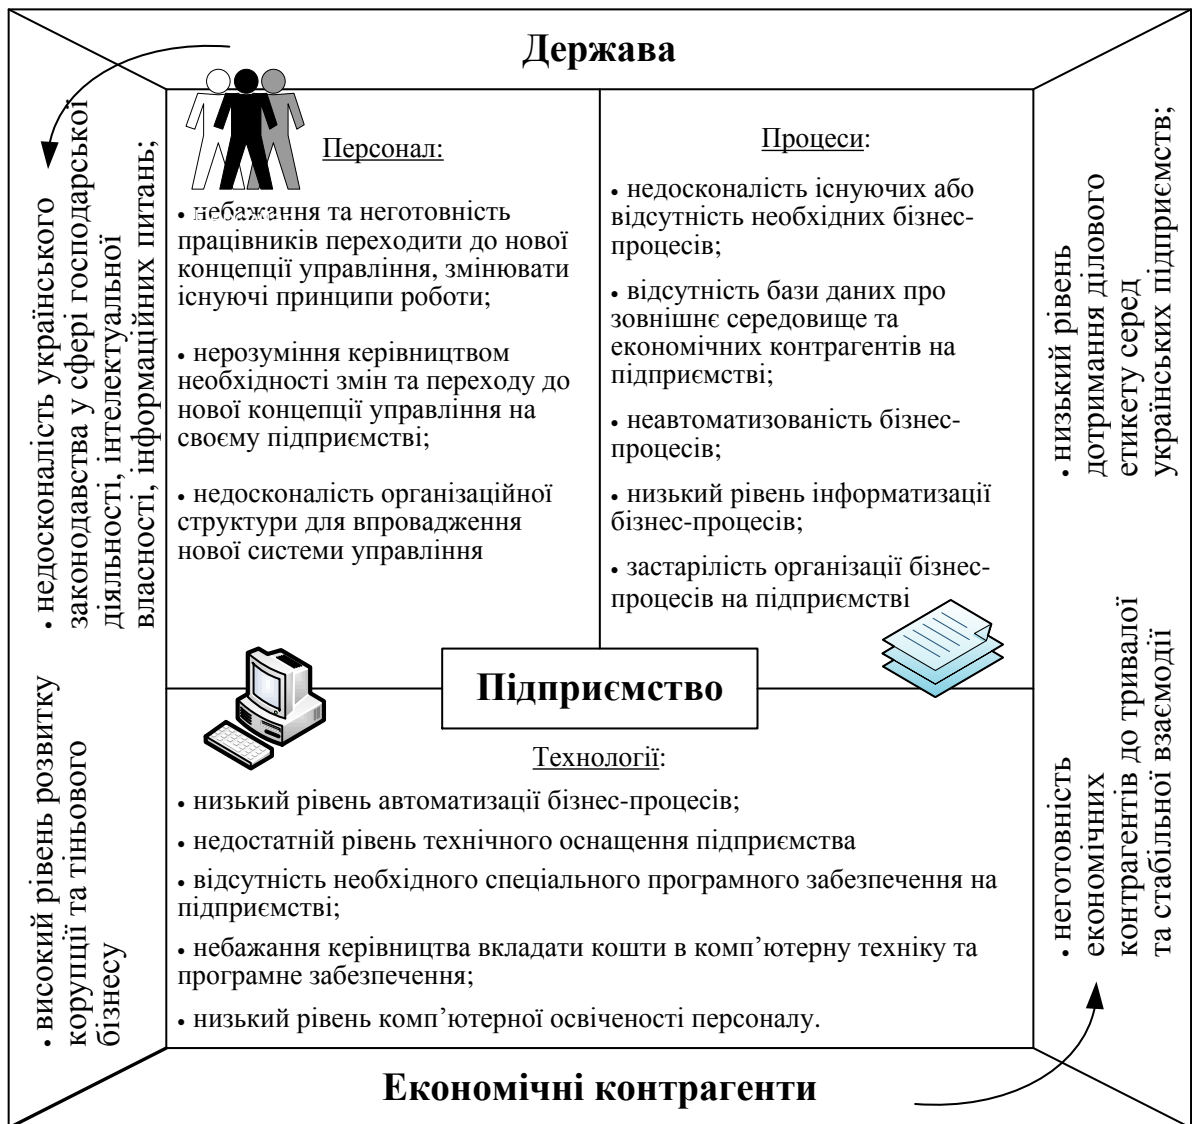 Держава
• недосконалість українського
законодавства у сфері господарської
діяльності, інтелектуальної
власності, інформаційних питань;
• високий рівень розвитку
корупції та тіньового
бізнесу
Персонал:
• небажання та неготовність
працівників переходити до нової
концепції управління, змінювати
існуючі принципи роботи;
• нерозуміння керівництвом
необхідності змін та переходу до
нової концепції управління на
своєму підприємстві;
• недосконалість організаційної
структури для впровадження
нової системи управління
Процеси:
• недосконалість існуючих або
відсутність необхідних бізнес-
процесів;
• відсутність бази даних про
зовнішнє середовище та
економічних контрагентів на
підприємстві;
• неавтоматизованість бізнес-
процесів;
• низький рівень інформатизації
бізнес-процесів;
• застарілість організації бізнес-
процесів на підприємстві
Підприємство
Технології:
• низький рівень автоматизації бізнес-процесів;
• недостатній рівень технічного оснащення підприємства
• відсутність необхідного спеціального програмного забезпечення на
підприємстві;
• небажання керівництва вкладати кошти в комп’ютерну техніку та
програмне забезпечення;
• низький рівень комп’ютерної освіченості персоналу.
• низький рівень
дотримання ділового
етикету серед
українських підприємств;
• неготовність
економічних
контрагентів до тривалої
та стабільної взаємодії
Економічні контрагенти